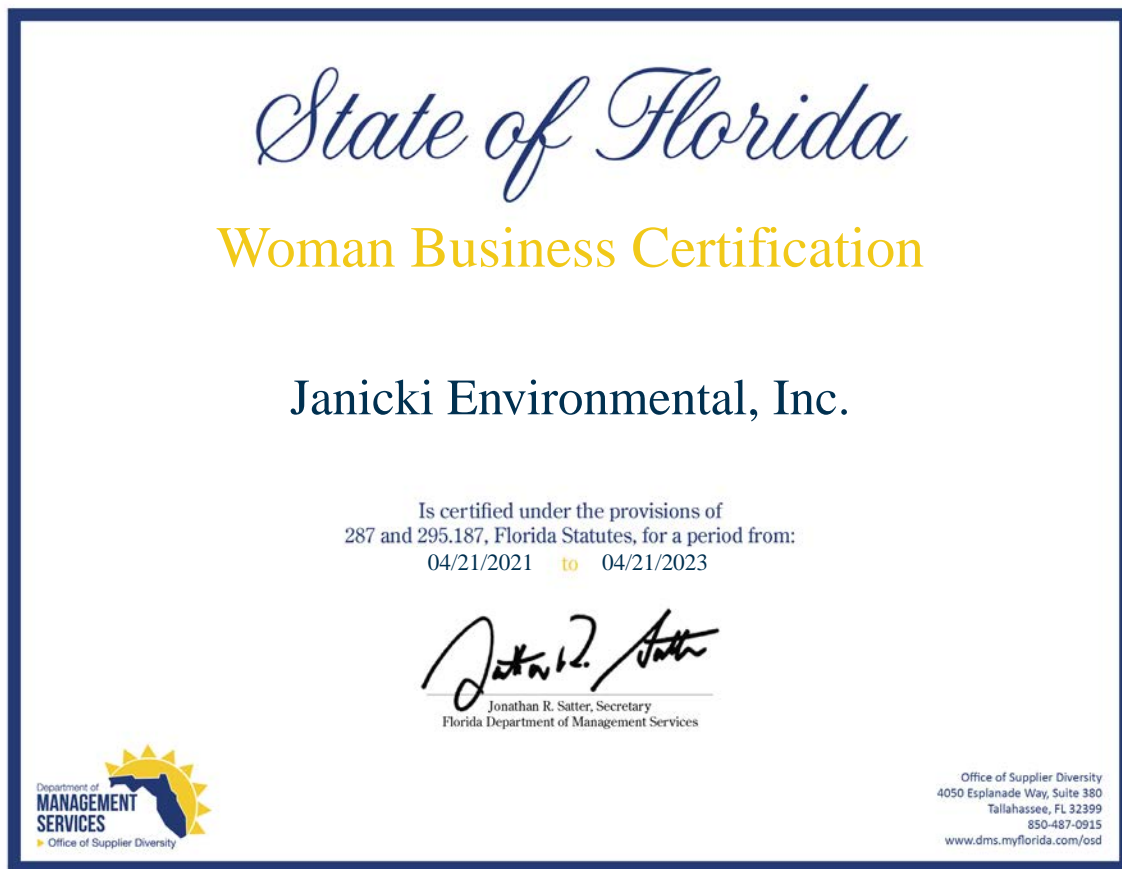 State of Florida
Woman Business Certification
Janicki Environmental, Inc.
Is certified under the provisions of
287 and 295.187, Florida Statutes, for a period from:
04/21/2021 to 04/21/2023
Jonathan R. Satter
Jonathan R. Satter, Secretary
Florida Department of Management Services
Department of
MANAGEMENT
SERVICES
Office of Supplier Diversity
Office of Supplier Diversity
4050 Esplanade Way, Suite 380
Tallahassee, FL 32399
850-487-0915
www.dms.myflorida.com/osd